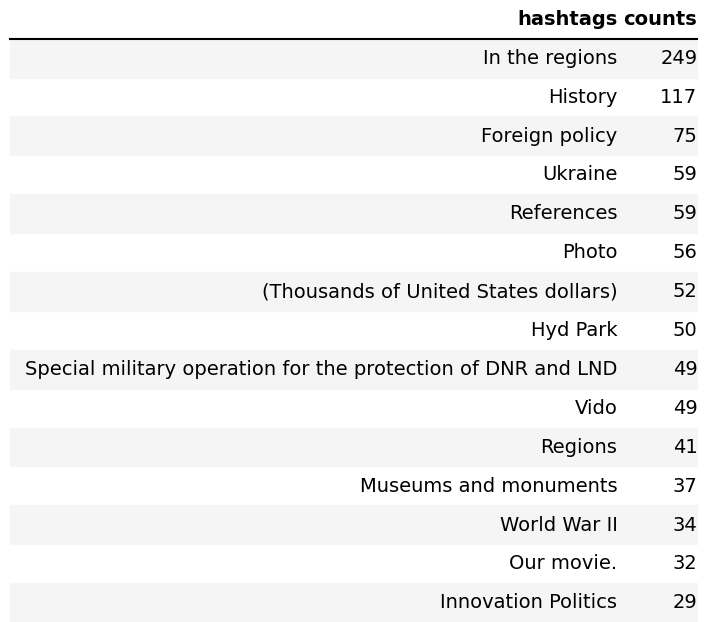 hashtags counts
In the regions 249
History 117
Foreign policy 75
Ukraine 59
References 59
Photo 56
(Thousands of United States dollars) 52
Hyd Park 50
Special military operation for the protection of DNR and LND 49
Vido 49
Regions 41
Museums and monuments 37
World War II 34
Our movie. 32
Innovation Politics 29